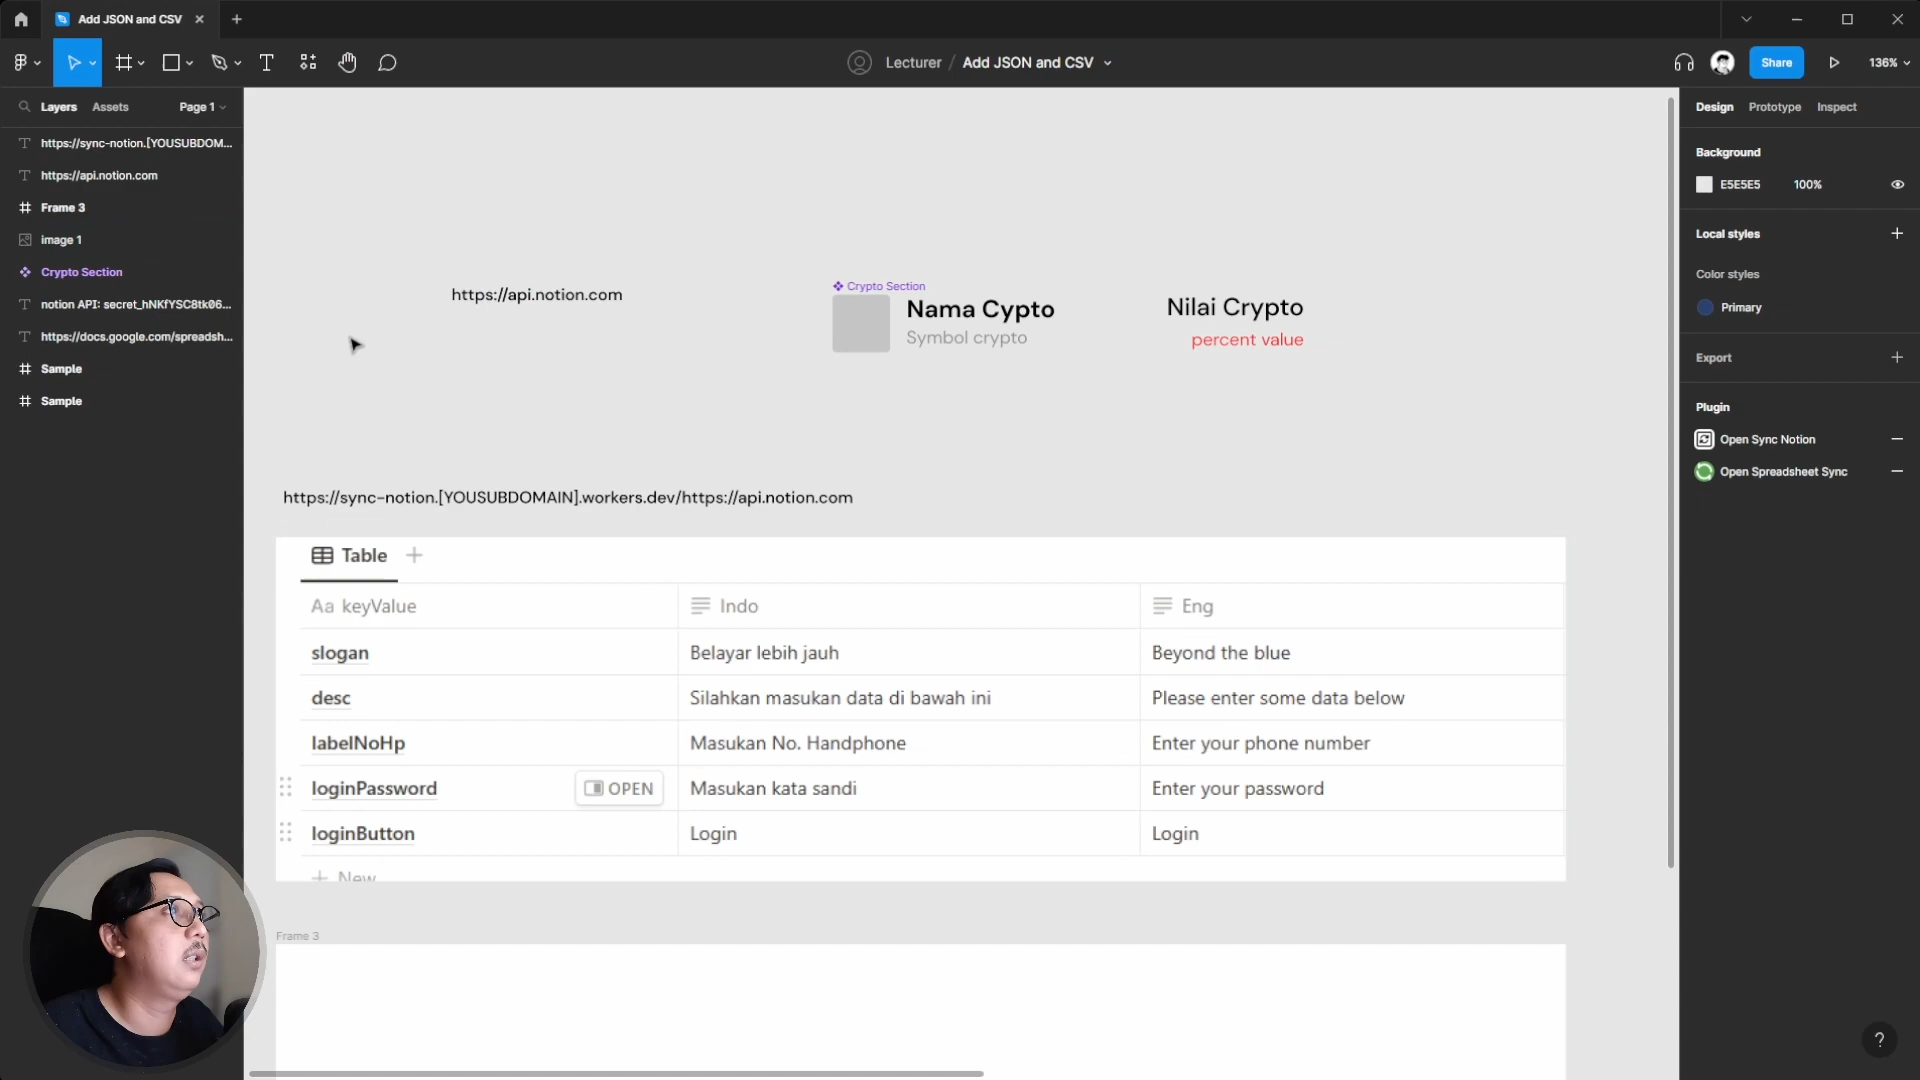 Add JSON and CSV
Lecturer / Add JSON and CSV
Share
136%
Layers
Assets
Page 1
https://sync-notion.[YOUSUBDOM...
https://api.notion.com
Frame 3
image 1
Crypto Section
notion API: secret_hNKfYSC8tk06...
https://docs.google.com/spreadsh...
Sample
Sample
https://api.notion.com
Crypto Section
Nama Cypto
Symbol crypto
Nilai Crypto
percent value
https://sync-notion.[YOUSUBDOMAIN].workers.dev/https://api.notion.com
Table
Aa keyValue
Indo
Eng
slogan
Belayar lebih jauh
Beyond the blue
desc
Silahkan masukan data di bawah ini
Please enter some data below
labelNoHp
Masukan No. Handphone
Enter your phone number
loginPassword
OPEN
Masukan kata sandi
Enter your password
loginButton
Login
Login
New
Frame 3
Design
Prototype
Inspect
Background
E5E5E5
100%
Local styles
Color styles
Primary
Export
Plugin
Open Sync Notion
Open Spreadsheet Sync
?